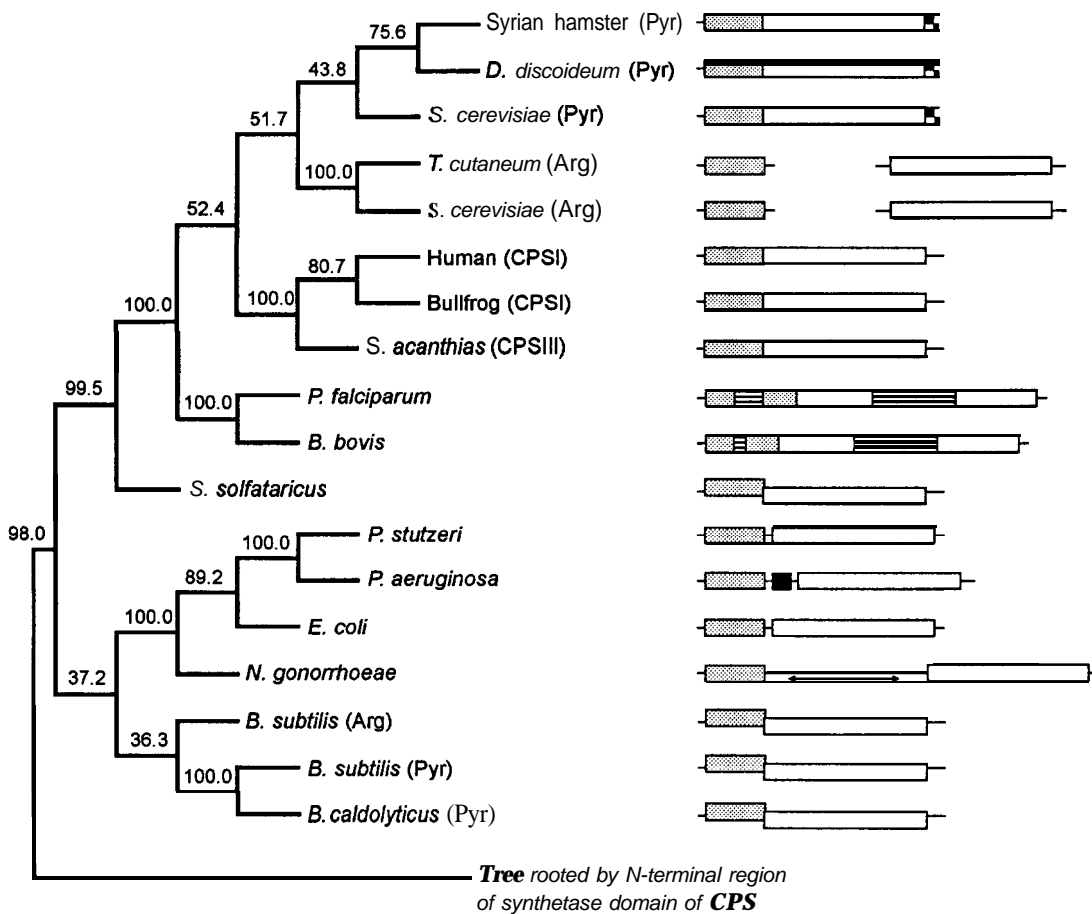 75.6
Syrian hamster (Pyr)
43.8
D. discoideum (Pyr)
51.7
S. cerevisiae (Pyr)
100.0
T. cutaneum (Arg)
52.4
S. cerevisiae (Arg)
80.7
Human (CPSI)
100.0
Bullfrog (CPSI)
100.0
S. acanthias (CPSIII)
99.5
P. falciparum
100.0
B. bovis
S. solfataricus
98.0
P. stutzeri
100.0
P. aeruginosa
89.2
E. coli
100.0
N. gonorrhoeae
37.2
B. subtilis (Arg)
36.3
B. subtilis (Pyr)
100.0
B. caldolyticus (Pyr)
Tree rooted by N-terminal region
of synthetase domain of CPS